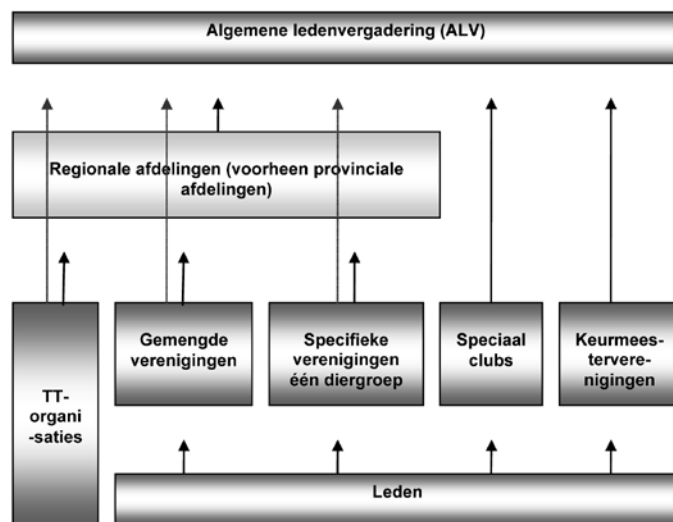 Algemene ledenvergadering (ALV)
Regionale afdelingen (voorheen provinciale
afdelingen)
TT-
organi
-saties
Gemengde
verenigingen
Specifieke
verenigingen
één diergroep
Speciaal
clubs
Keurmees-
tervere-
nigingen
Leden